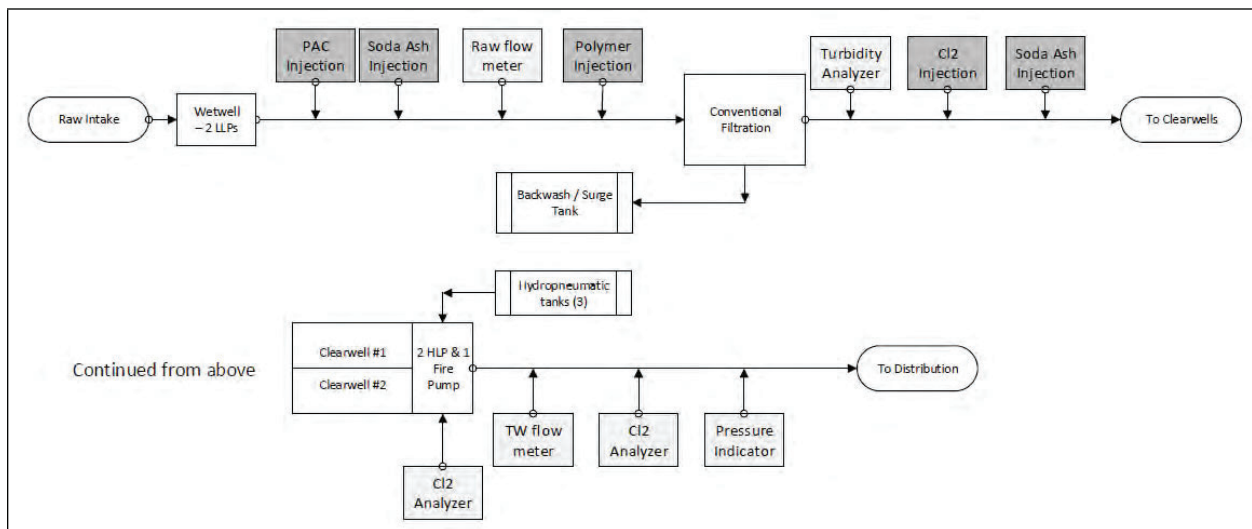 PAC
Injection
Soda Ash
Injection
Raw flow
meter
Polymer
Injection
Turbidity
Analyzer
Cl2
Injection
Soda Ash
Injection
Raw Intake
Wetwell
– 2 LLPs
Conventional
Filtration
To Clearwells
Backwash / Surge
Tank
Hydropneumatic
tanks (3)
Continued from above
Clearwell #1
Clearwell #2
2 HLP & 1
Fire
Pump
To Distribution
TW flow
meter
Cl2
Analyzer
Pressure
Indicator
Cl2
Analyzer